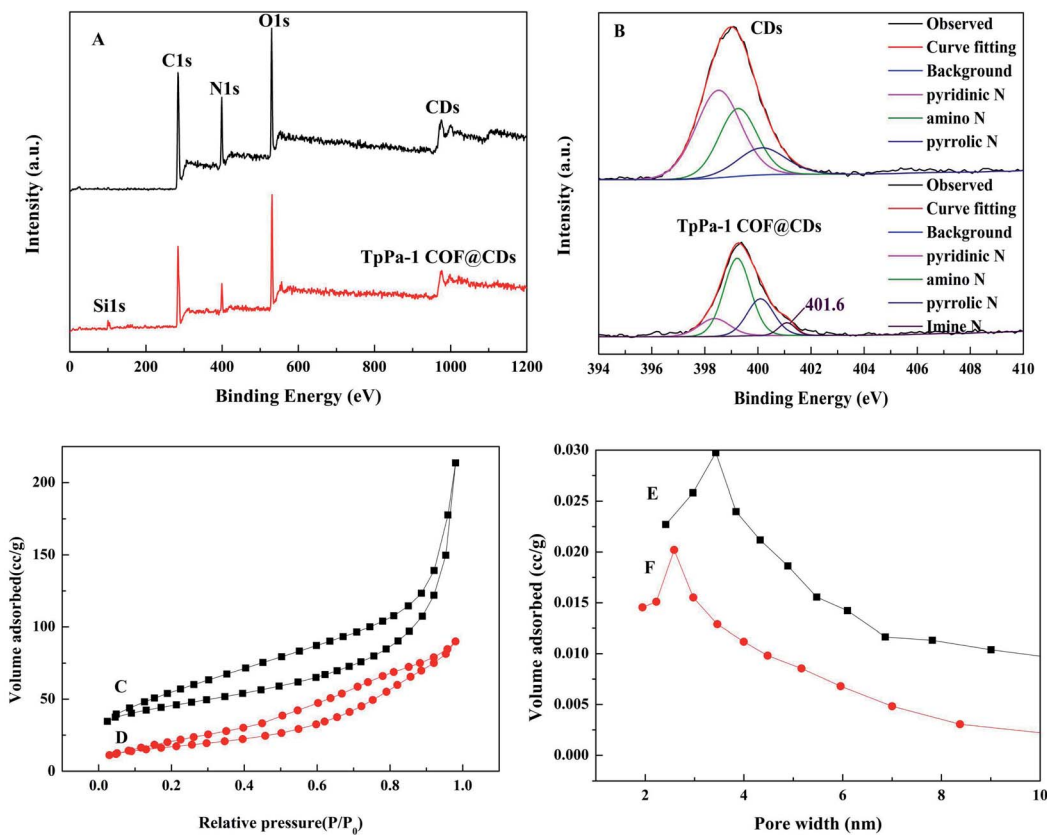 A
C1s
N1s
O1s
CDs
Si1s
TpPa-1 COF@CDs
Intensity (a.u.)
0 200 400 600 800 1000 1200
Binding Energy (eV)
B
CDs
Observed
Curve fitting
Background
pyridinic N
amino N
pyrrolic N
TpPa-1 COF@CDs
Observed
Curve fitting
Background
pyridinic N
amino N
pyrrolic N
Imine N
401.6
Intensity (a.u.)
394 396 398 400 402 404 406 408 410
Binding Energy (eV)
200
150
100
50
0
Volume adsorbed(cc/g)
C
D
0.0 0.2 0.4 0.6 0.8 1.0
Relative pressure(P/P0)
0.030
0.025
0.020
0.015
0.010
0.005
0.000
Volume adsorbed (cc/g)
E
F
2 4 6 8 10
Pore width (nm)